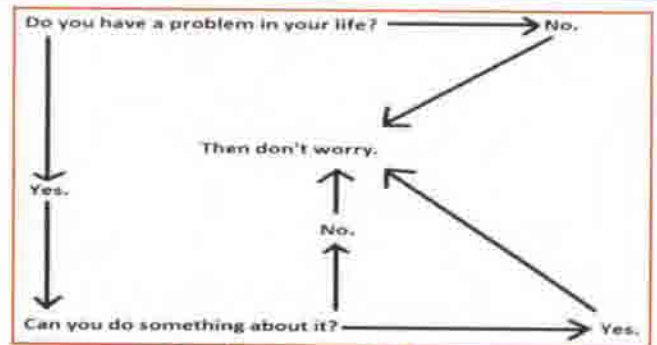 Do you have a problem in your life? No.
Then don't worry.
Yes.
No.
Can you do something about it? Yes.